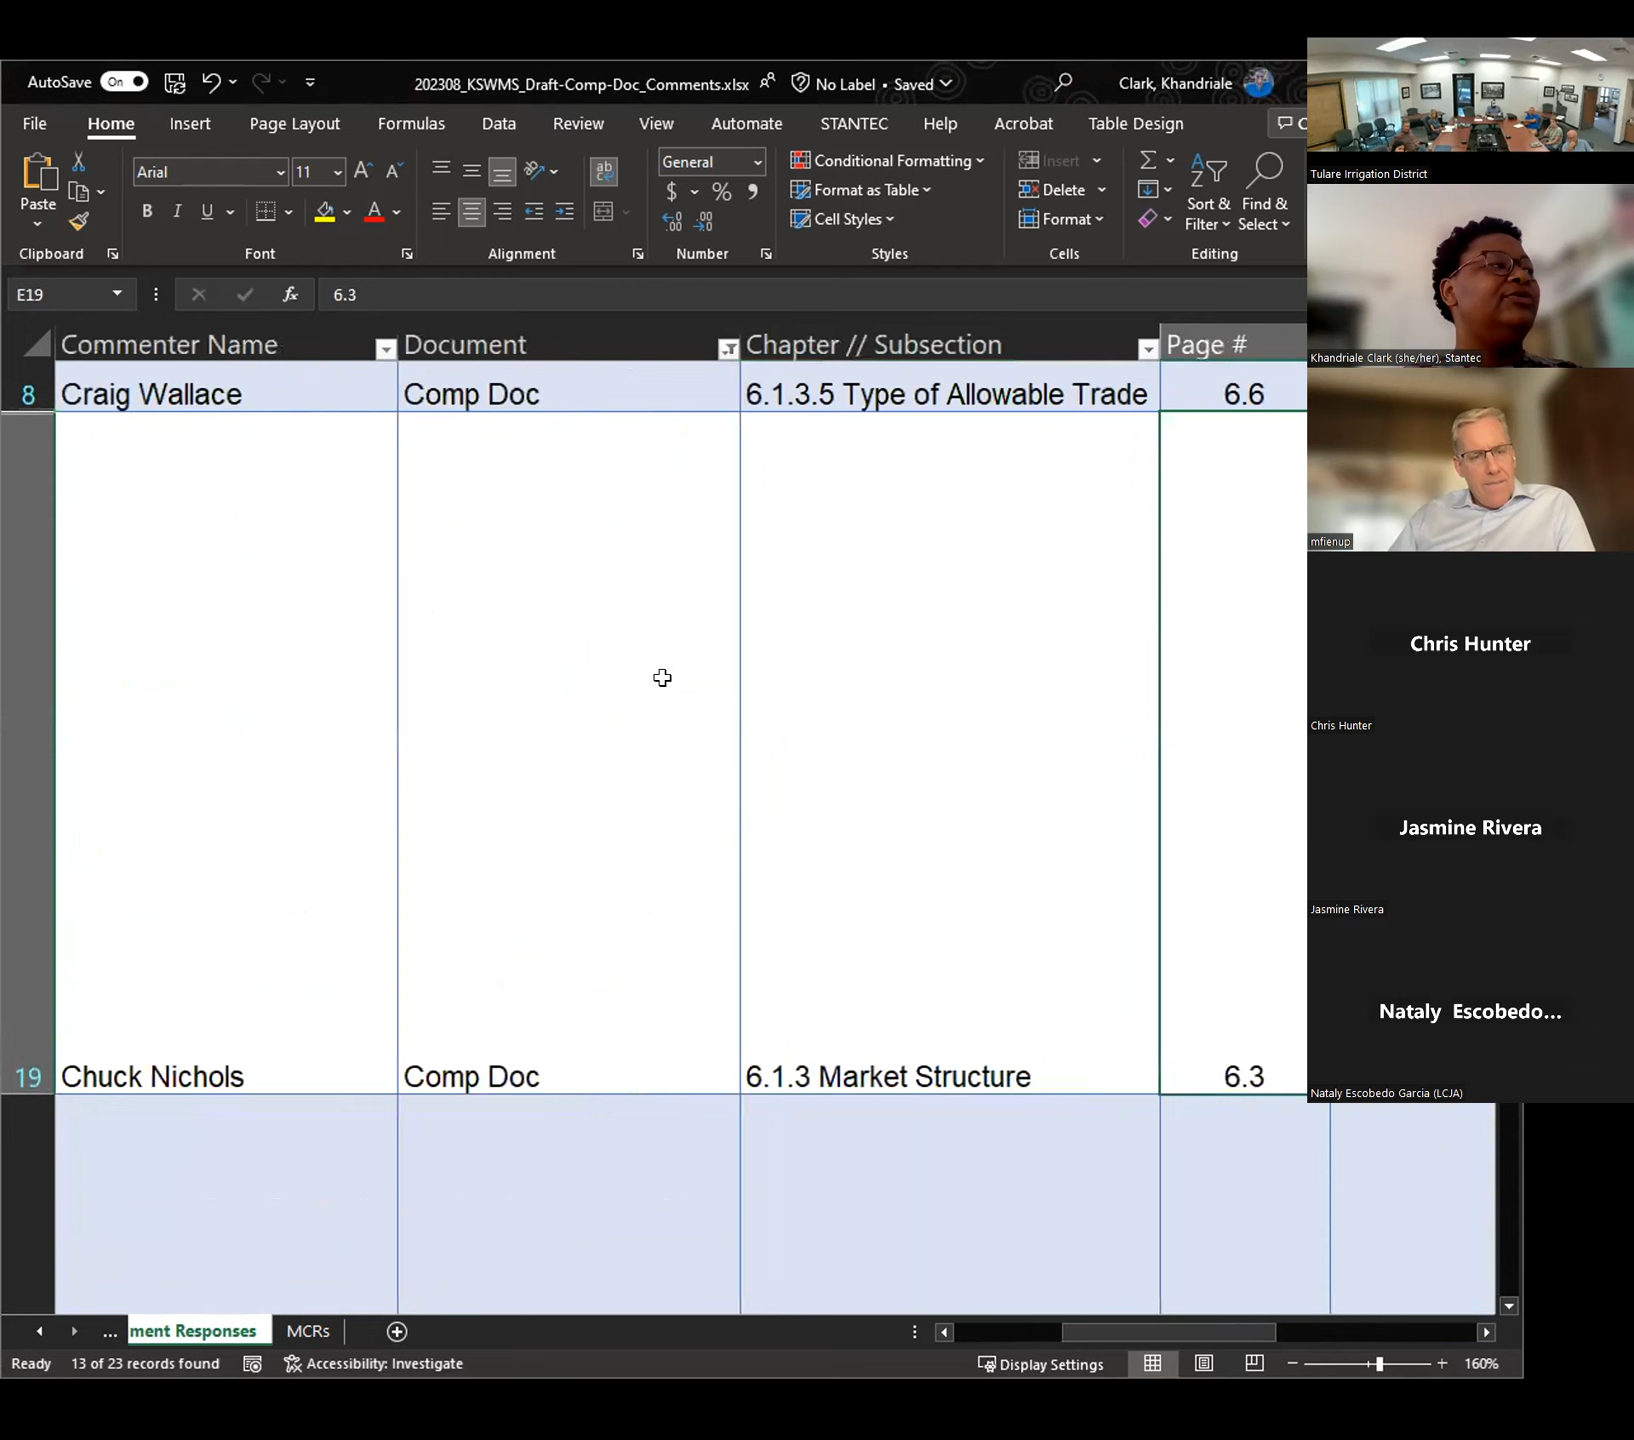 AutoSave On 202308_KSWMS_Draft-Comp-Doc_Comments.xlsx No Label • Saved Clark, Khandriale
File Home Insert Page Layout Formulas Data Review View Automate STANTEC Help Acrobat Table Design
Paste Arial 11 General Conditional Formatting Insert
Format as Table Delete
Cell Styles Format
Sort & Filter Find & Select
Clipboard Font Alignment Number Styles Cells Editing
E19 fx 6.3
Commenter Name Document Chapter // Subsection Page #
8 Craig Wallace Comp Doc 6.1.3.5 Type of Allowable Trade 6.6
19 Chuck Nichols Comp Doc 6.1.3 Market Structure 6.3
... ment Responses MCRs
Ready 13 of 23 records found Accessibility: Investigate Display Settings 160%
Tulare Irrigation District
Khandriale Clark (she/her), Stantec
mfienup
Chris Hunter
Chris Hunter
Jasmine Rivera
Jasmine Rivera
Nataly Escobedo...
Nataly Escobedo Garcia (LCJA)